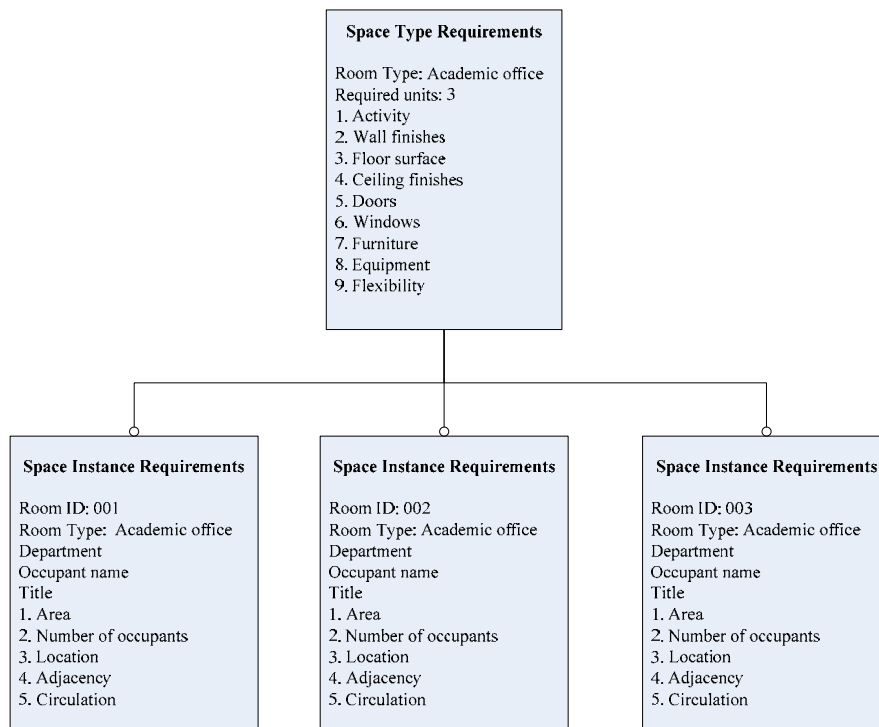 Space Type Requirements
Room Type: Academic office
Required units: 3
1. Activity
2. Wall finishes
3. Floor surface
4. Ceiling finishes
5. Doors
6. Windows
7. Furniture
8. Equipment
9. Flexibility
Space Instance Requirements
Room ID: 001
Room Type: Academic office
Department
Occupant name
Title
1. Area
2. Number of occupants
3. Location
4. Adjacency
5. Circulation
Space Instance Requirements
Room ID: 002
Room Type: Academic office
Department
Occupant name
Title
1. Area
2. Number of occupants
3. Location
4. Adjacency
5. Circulation
Space Instance Requirements
Room ID: 003
Room Type: Academic office
Department
Occupant name
Title
1. Area
2. Number of occupants
3. Location
4. Adjacency
5. Circulation